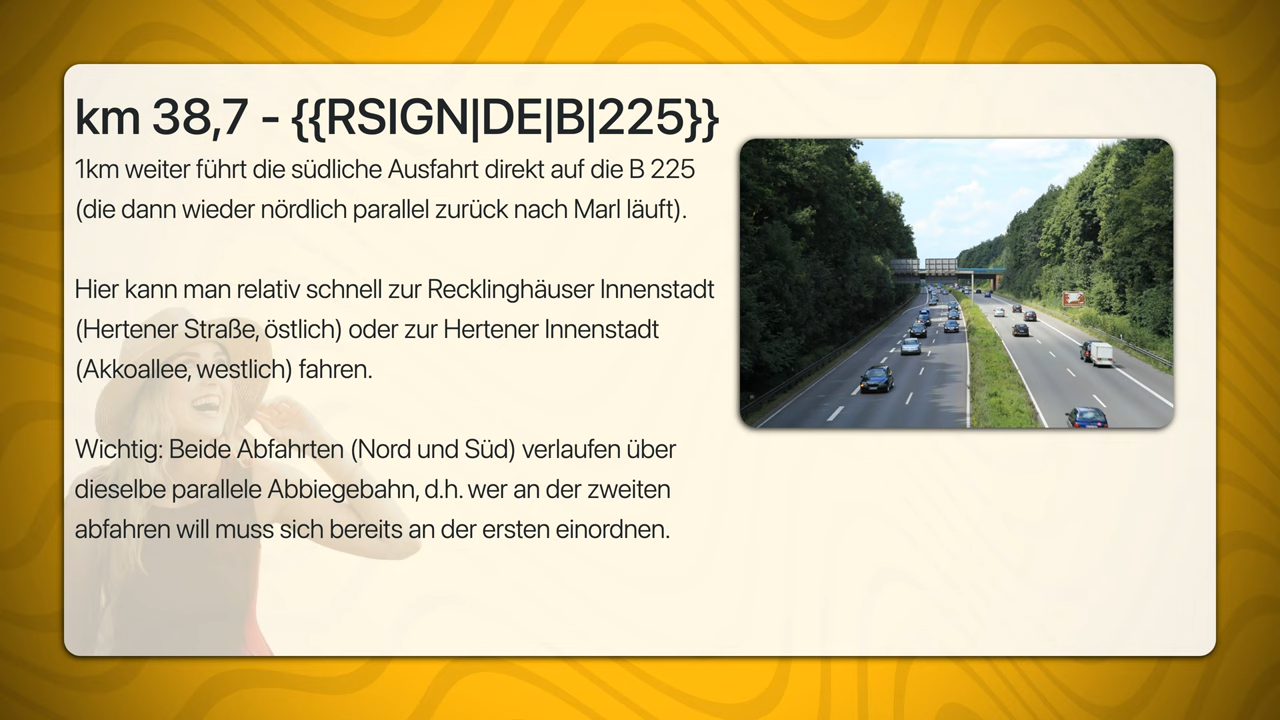 km 38,7 - {{RSIGN|DE|B|225}}
1km weiter führt die südliche Ausfahrt direkt auf die B 225
(die dann wieder nördlich parallel zurück nach Marl läuft).
Hier kann man relativ schnell zur Recklinghäuser Innenstadt
(Hertener Straße, östlich) oder zur Hertener Innenstadt
(Akkoallee, westlich) fahren.
Wichtig: Beide Abfahrten (Nord und Süd) verlaufen über
dieselbe parallele Abbiegebahn, d.h. wer an der zweiten
abfahren will muss sich bereits an der ersten einordnen.